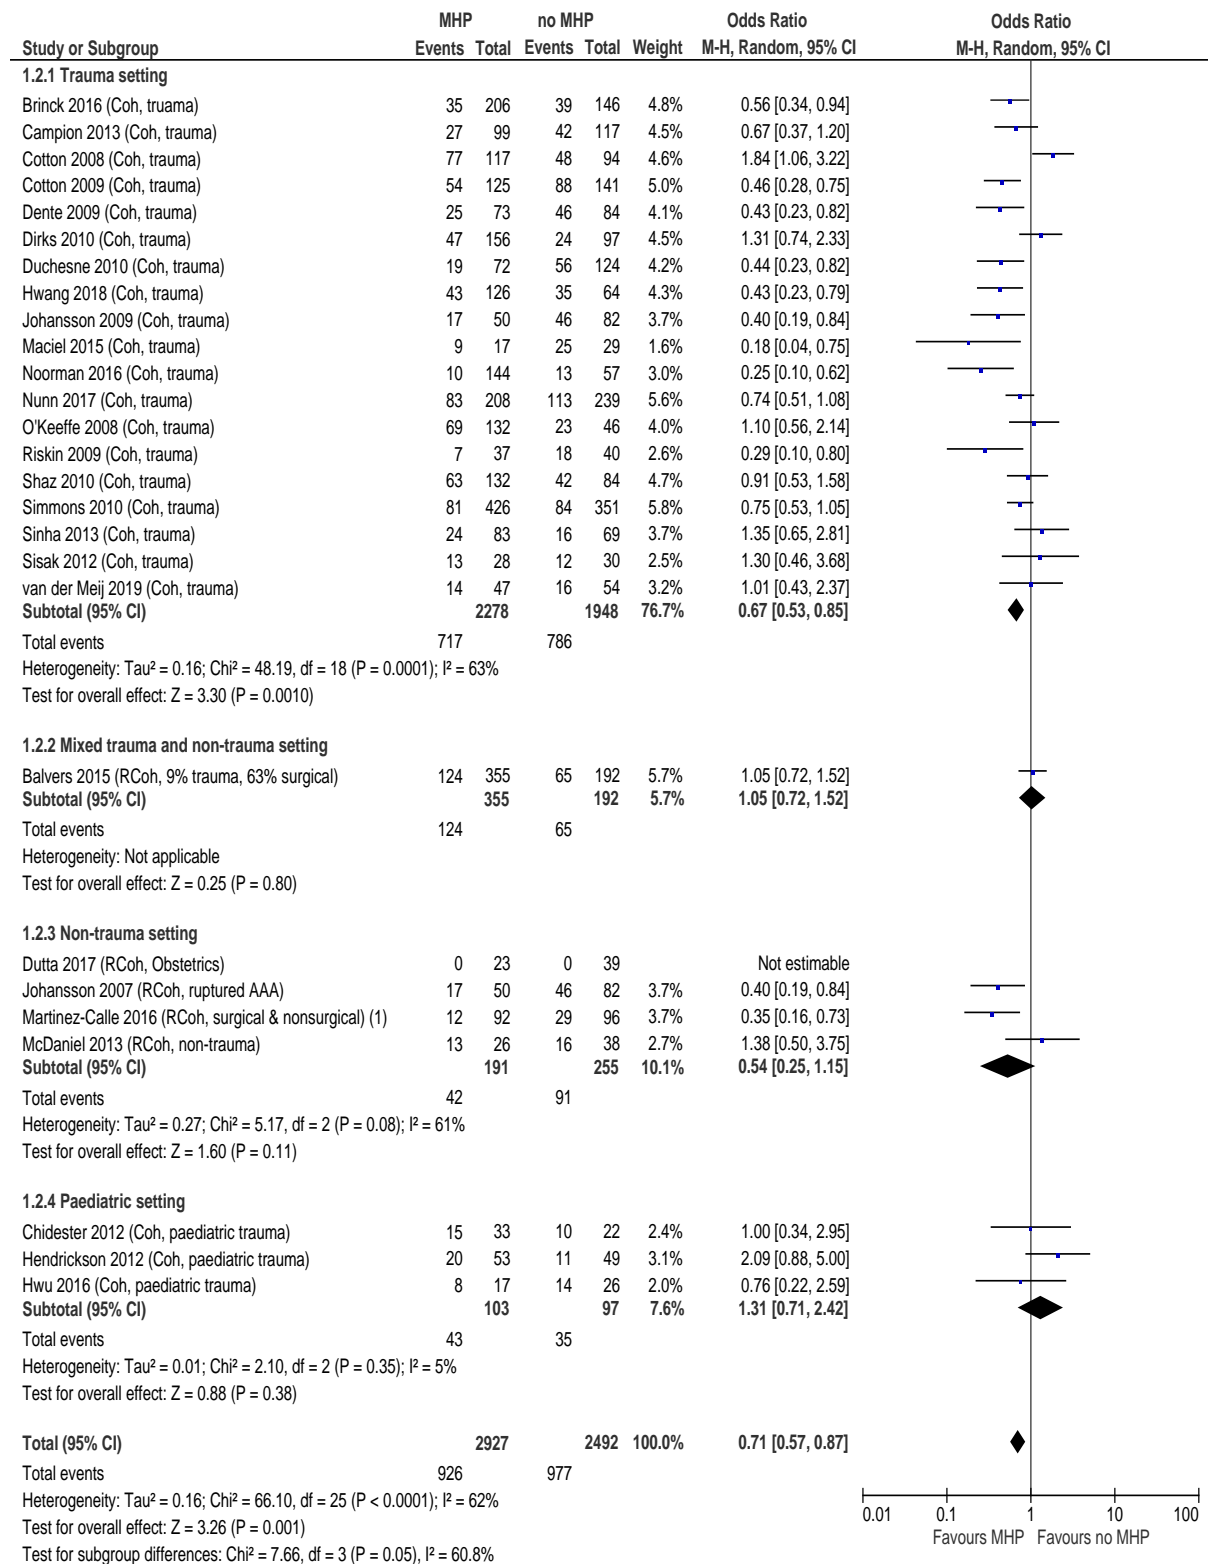 MHP no MHP Odds Ratio Odds Ratio
Study or Subgroup Events Total Events Total Weight M-H, Random, 95% CI M-H, Random, 95% CI
1.2.1 Trauma setting
Brinck 2016 (Coh, truama) 35 206 39 146 4.8% 0.56 [0.34, 0.94]
Campion 2013 (Coh, trauma) 27 99 42 117 4.5% 0.67 [0.37, 1.20]
Cotton 2008 (Coh, trauma) 77 117 48 94 4.6% 1.84 [1.06, 3.22]
Cotton 2009 (Coh, trauma) 54 125 88 141 5.0% 0.46 [0.28, 0.75]
Dente 2009 (Coh, trauma) 25 73 46 84 4.1% 0.43 [0.23, 0.82]
Dirks 2010 (Coh, trauma) 47 156 24 97 4.5% 1.31 [0.74, 2.33]
Duchesne 2010 (Coh, trauma) 19 72 56 124 4.2% 0.44 [0.23, 0.82]
Hwang 2018 (Coh, trauma) 43 126 35 64 4.3% 0.43 [0.23, 0.79]
Johansson 2009 (Coh, trauma) 17 50 46 82 3.7% 0.40 [0.19, 0.84]
Maciel 2015 (Coh, trauma) 9 17 25 29 1.6% 0.18 [0.04, 0.75]
Noorman 2016 (Coh, trauma) 10 144 13 57 3.0% 0.25 [0.10, 0.62]
Nunn 2017 (Coh, trauma) 83 208 113 239 5.6% 0.74 [0.51, 1.08]
O'Keeffe 2008 (Coh, trauma) 69 132 23 46 4.0% 1.10 [0.56, 2.14]
Riskin 2009 (Coh, trauma) 7 37 18 40 2.6% 0.29 [0.10, 0.80]
Shaz 2010 (Coh, trauma) 63 132 42 84 4.7% 0.91 [0.53, 1.58]
Simmons 2010 (Coh, trauma) 81 426 84 351 5.8% 0.75 [0.53, 1.05]
Sinha 2013 (Coh, trauma) 24 83 16 69 3.7% 1.35 [0.65, 2.81]
Sisak 2012 (Coh, trauma) 13 28 12 30 2.5% 1.30 [0.46, 3.68]
van der Meij 2019 (Coh, trauma) 14 47 16 54 3.2% 1.01 [0.43, 2.37]
Subtotal (95% CI) 2278 1948 76.7% 0.67 [0.53, 0.85]
Total events 717 786
Heterogeneity: Tau² = 0.16; Chi² = 48.19, df = 18 (P = 0.0001); I² = 63%
Test for overall effect: Z = 3.30 (P = 0.0010)
1.2.2 Mixed trauma and non-trauma setting
Balvers 2015 (RCoh, 9% trauma, 63% surgical) 124 355 65 192 5.7% 1.05 [0.72, 1.52]
Subtotal (95% CI) 355 192 5.7% 1.05 [0.72, 1.52]
Total events 124 65
Heterogeneity: Not applicable
Test for overall effect: Z = 0.25 (P = 0.80)
1.2.3 Non-trauma setting
Dutta 2017 (RCoh, Obstetrics) 0 23 0 39 Not estimable
Johansson 2007 (RCoh, ruptured AAA) 17 50 46 82 3.7% 0.40 [0.19, 0.84]
Martinez-Calle 2016 (RCoh, surgical & nonsurgical) (1) 12 92 29 96 3.7% 0.35 [0.16, 0.73]
McDaniel 2013 (RCoh, non-trauma) 13 26 16 38 2.7% 1.38 [0.50, 3.75]
Subtotal (95% CI) 191 255 10.1% 0.54 [0.25, 1.15]
Total events 42 91
Heterogeneity: Tau² = 0.27; Chi² = 5.17, df = 2 (P = 0.08); I² = 61%
Test for overall effect: Z = 1.60 (P = 0.11)
1.2.4 Paediatric setting
Chidester 2012 (Coh, paediatric trauma) 15 33 10 22 2.4% 1.00 [0.34, 2.95]
Hendrickson 2012 (Coh, paediatric trauma) 20 53 11 49 3.1% 2.09 [0.88, 5.00]
Hwu 2016 (Coh, paediatric trauma) 8 17 14 26 2.0% 0.76 [0.22, 2.59]
Subtotal (95% CI) 103 97 7.6% 1.31 [0.71, 2.42]
Total events 43 35
Heterogeneity: Tau² = 0.01; Chi² = 2.10, df = 2 (P = 0.35); I² = 5%
Test for overall effect: Z = 0.88 (P = 0.38)
Total (95% CI) 2927 2492 100.0% 0.71 [0.57, 0.87]
Total events 926 977
Heterogeneity: Tau² = 0.16; Chi² = 66.10, df = 25 (P < 0.0001); I² = 62%
Test for overall effect: Z = 3.26 (P = 0.001)
Test for subgroup differences: Chi² = 7.66, df = 3 (P = 0.05), I² = 60.8%
0.01 0.1 1 10 100
Favours MHP Favours no MHP